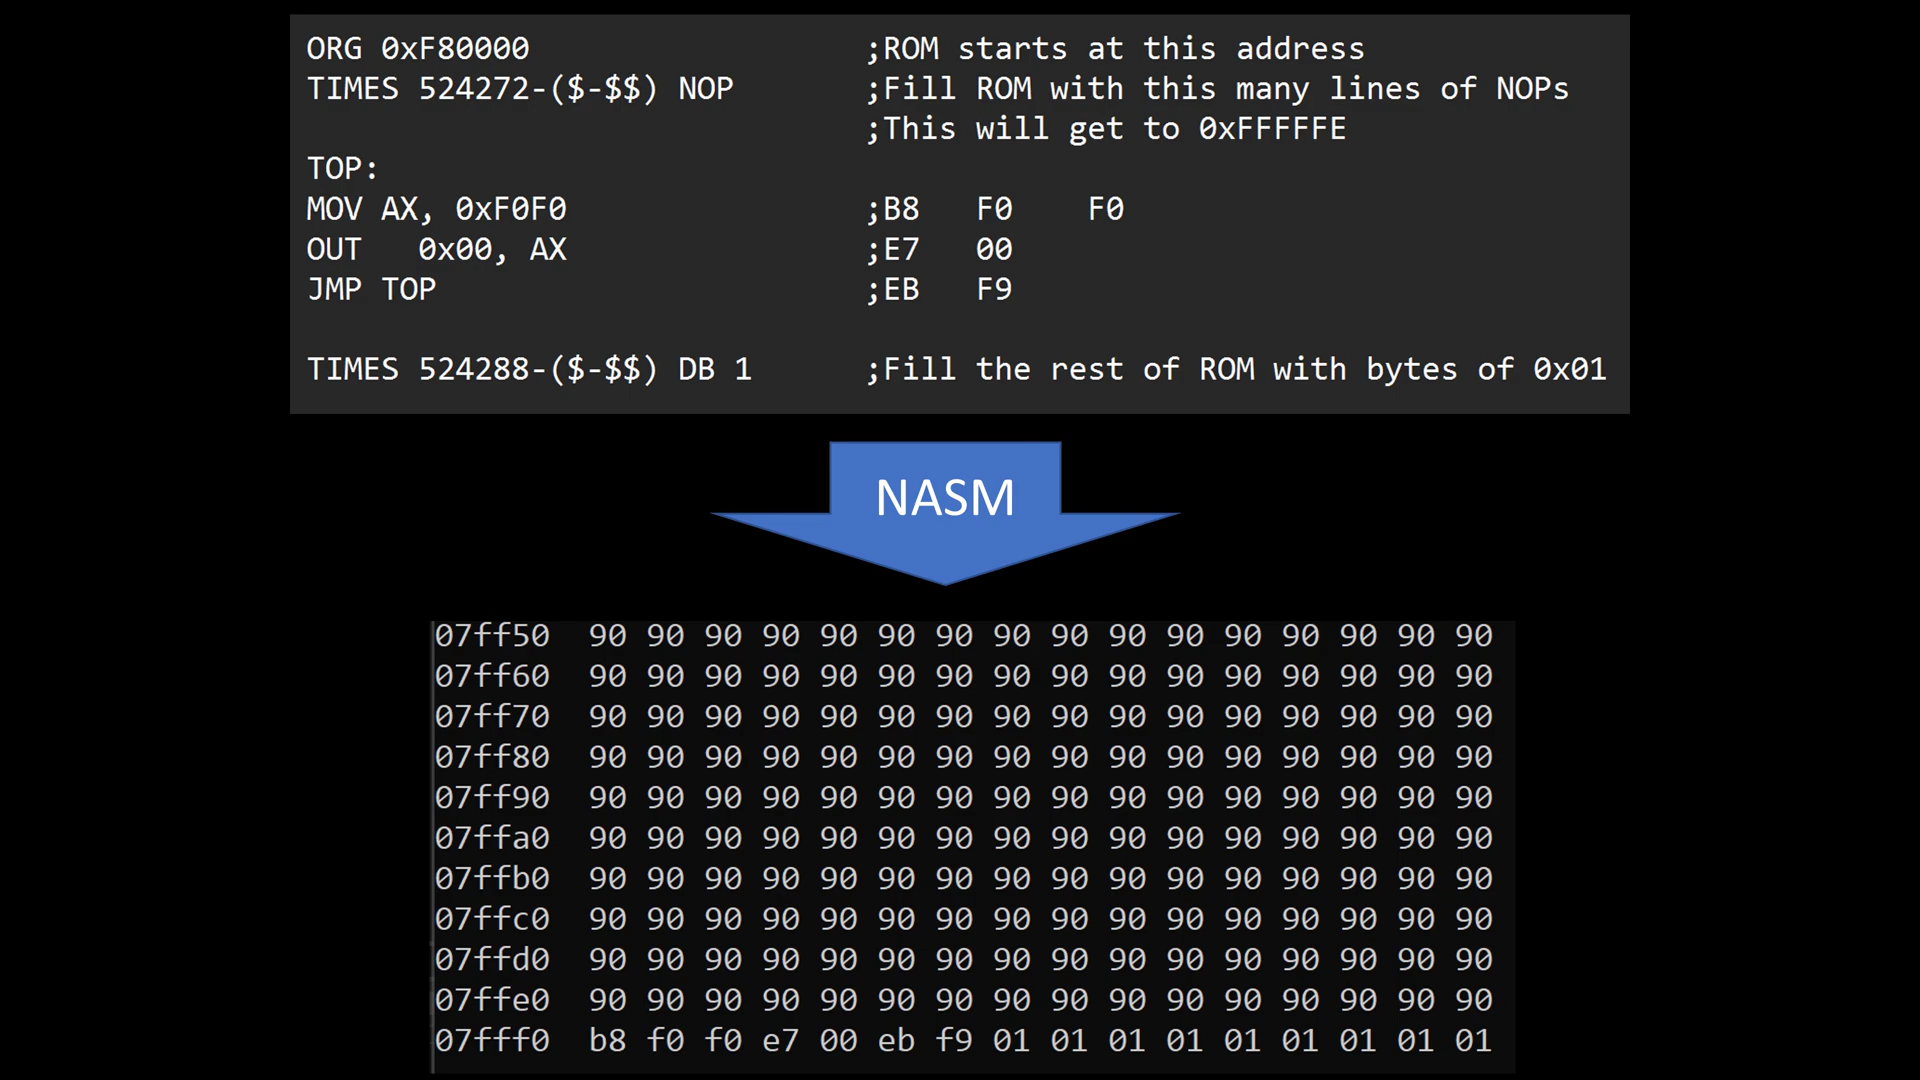 ORG 0xF80000 ;ROM starts at this address
TIMES 524272-($-$$) NOP ;Fill ROM with this many lines of NOPs
;This will get to 0xFFFFFE
TOP:
MOV AX, 0xF0F0 ;B8 F0 F0
OUT 0x00, AX ;E7 00
JMP TOP ;EB F9
TIMES 524288-($-$$) DB 1 ;Fill the rest of ROM with bytes of 0x01
NASM
07ff50 90 90 90 90 90 90 90 90 90 90 90 90 90 90 90 90
07ff60 90 90 90 90 90 90 90 90 90 90 90 90 90 90 90 90
07ff70 90 90 90 90 90 90 90 90 90 90 90 90 90 90 90 90
07ff80 90 90 90 90 90 90 90 90 90 90 90 90 90 90 90 90
07ff90 90 90 90 90 90 90 90 90 90 90 90 90 90 90 90 90
07ffa0 90 90 90 90 90 90 90 90 90 90 90 90 90 90 90 90
07ffb0 90 90 90 90 90 90 90 90 90 90 90 90 90 90 90 90
07ffc0 90 90 90 90 90 90 90 90 90 90 90 90 90 90 90 90
07ffd0 90 90 90 90 90 90 90 90 90 90 90 90 90 90 90 90
07ffe0 90 90 90 90 90 90 90 90 90 90 90 90 90 90 90 90
07fff0 b8 f0 f0 e7 00 eb f9 01 01 01 01 01 01 01 01 01